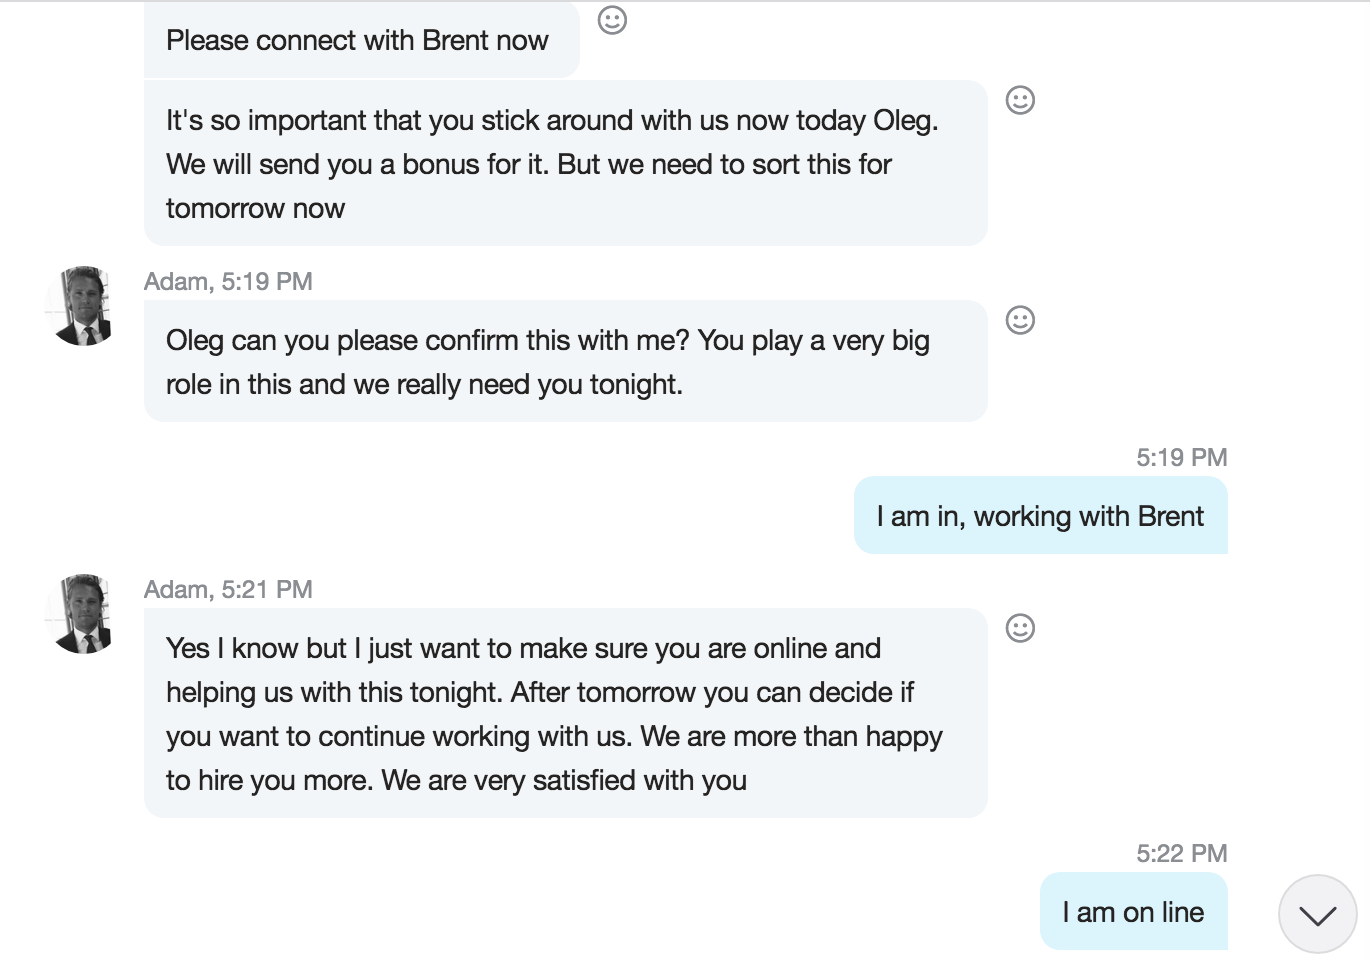 Please connect with Brent now
It's so important that you stick around with us now today Oleg.
We will send you a bonus for it. But we need to sort this for
tomorrow now
Adam, 5:19 PM
Oleg can you please confirm this with me? You play a very big
role in this and we really need you tonight.
5:19 PM
I am in, working with Brent
Adam, 5:21 PM
Yes I know but I just want to make sure you are online and
helping us with this tonight. After tomorrow you can decide if
you want to continue working with us. We are more than happy
to hire you more. We are very satisfied with you
5:22 PM
I am on line